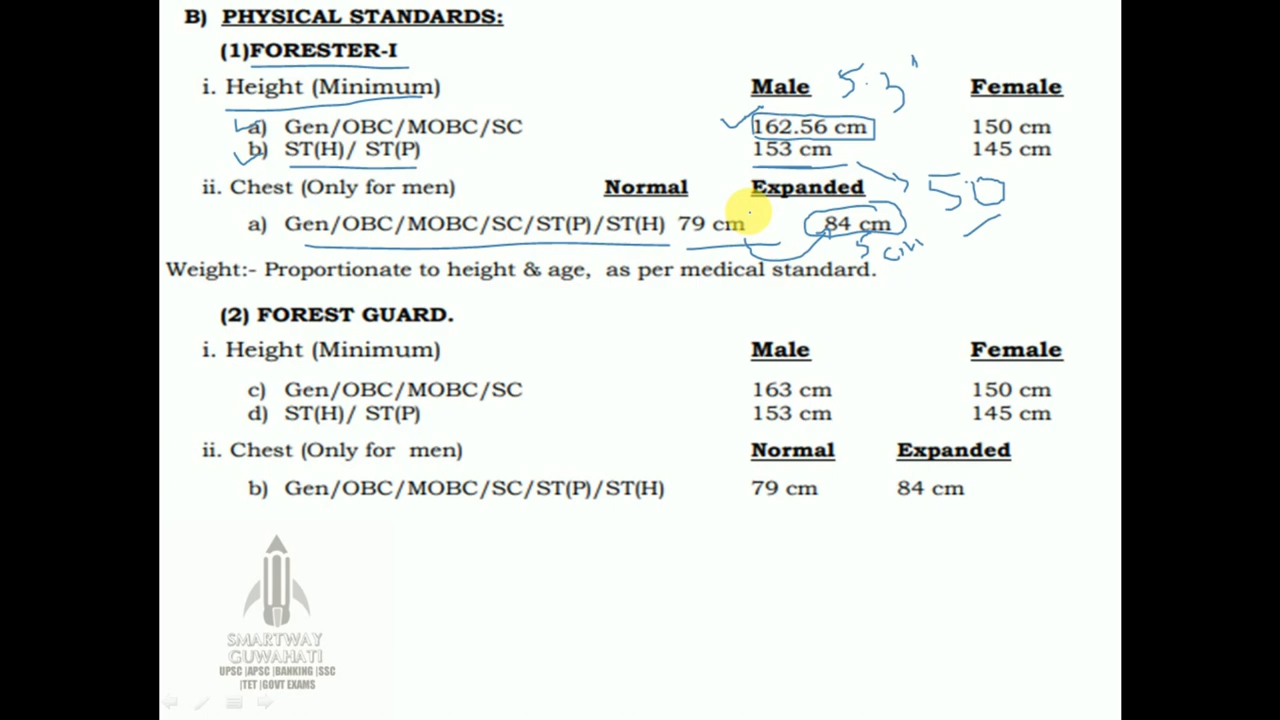 B) PHYSICAL STANDARDS:
(1)FORESTER-I
i. Height (Minimum) Male 5.3" Female
a) Gen/OBC/MOBC/SC 162.56 cm 150 cm
b) ST(H)/ ST(P) 153 cm 145 cm
ii. Chest (Only for men) Normal Expanded 50
a) Gen/OBC/MOBC/SC/ST(P)/ST(H) 79 cm 84 cm
5 cm
Weight:- Proportionate to height & age, as per medical standard.
(2) FOREST GUARD.
i. Height (Minimum) Male Female
c) Gen/OBC/MOBC/SC 163 cm 150 cm
d) ST(H)/ ST(P) 153 cm 145 cm
ii. Chest (Only for men) Normal Expanded
b) Gen/OBC/MOBC/SC/ST(P)/ST(H) 79 cm 84 cm
SMARTWAY
GUWAHATI
UPSC |APSC |BANKING |SSC
|TET |GOVT EXAMS